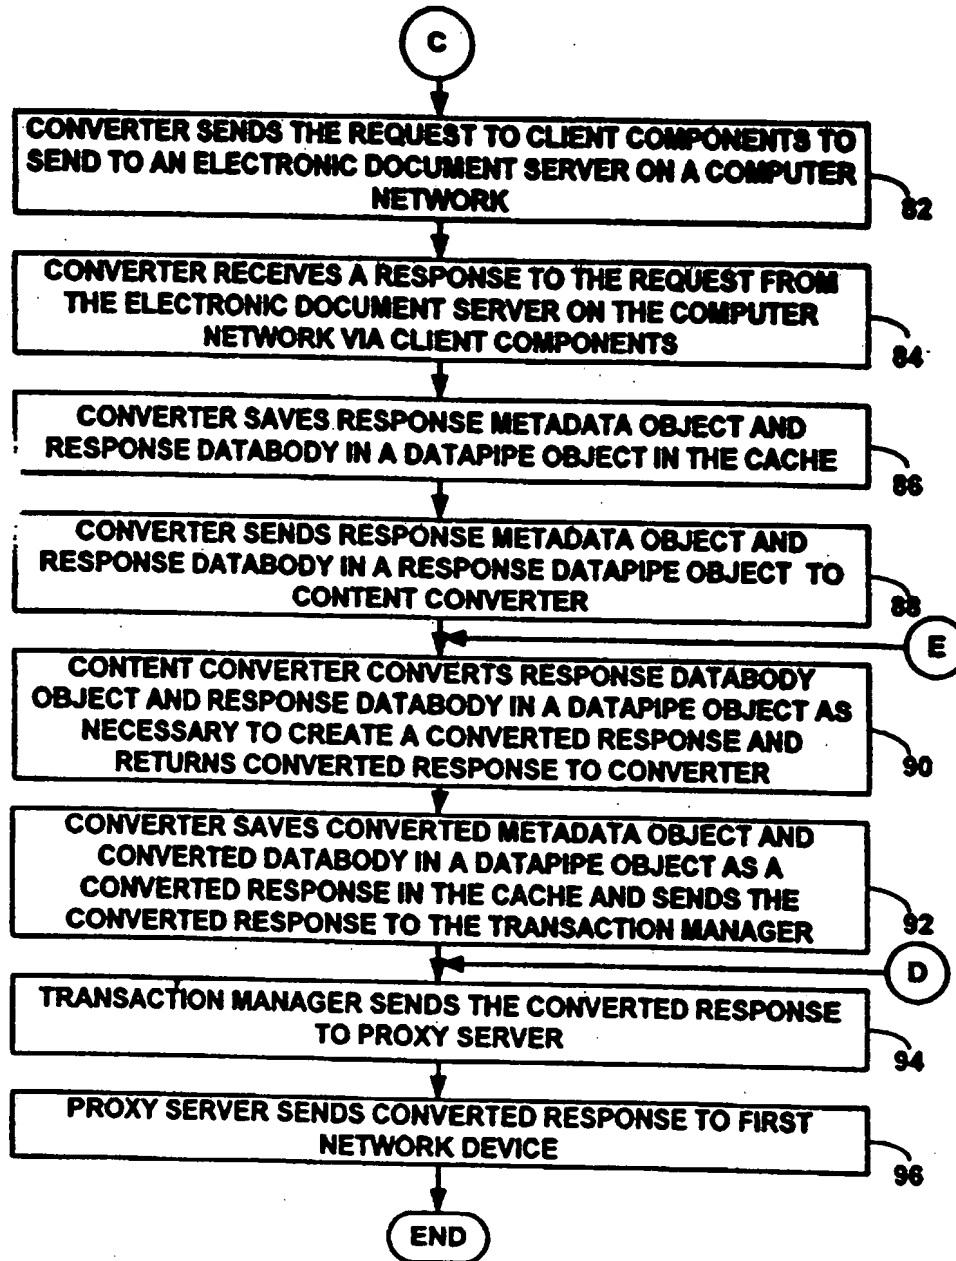 C
CONVERTER SENDS THE REQUEST TO CLIENT COMPONENTS TO
SEND TO AN ELECTRONIC DOCUMENT SERVER ON A COMPUTER
NETWORK
82
CONVERTER RECEIVES A RESPONSE TO THE REQUEST FROM
THE ELECTRONIC DOCUMENT SERVER ON THE COMPUTER
NETWORK VIA CLIENT COMPONENTS
84
CONVERTER SAVES RESPONSE METADATA OBJECT AND
RESPONSE DATABODY IN A DATAPIPE OBJECT IN THE CACHE
86
CONVERTER SENDS RESPONSE METADATA OBJECT AND
RESPONSE DATABODY IN A RESPONSE DATAPIPE OBJECT TO
CONTENT CONVERTER
88
E
CONTENT CONVERTER CONVERTS RESPONSE DATABODY
OBJECT AND RESPONSE DATABODY IN A DATAPIPE OBJECT AS
NECESSARY TO CREATE A CONVERTED RESPONSE AND
RETURNS CONVERTED RESPONSE TO CONVERTER
90
CONVERTER SAVES CONVERTED METADATA OBJECT AND
CONVERTED DATABODY IN A DATAPIPE OBJECT AS A
CONVERTED RESPONSE IN THE CACHE AND SENDS THE
CONVERTED RESPONSE TO THE TRANSACTION MANAGER
92
D
TRANSACTION MANAGER SENDS THE CONVERTED RESPONSE
TO PROXY SERVER
94
PROXY SERVER SENDS CONVERTED RESPONSE TO FIRST
NETWORK DEVICE
96
END